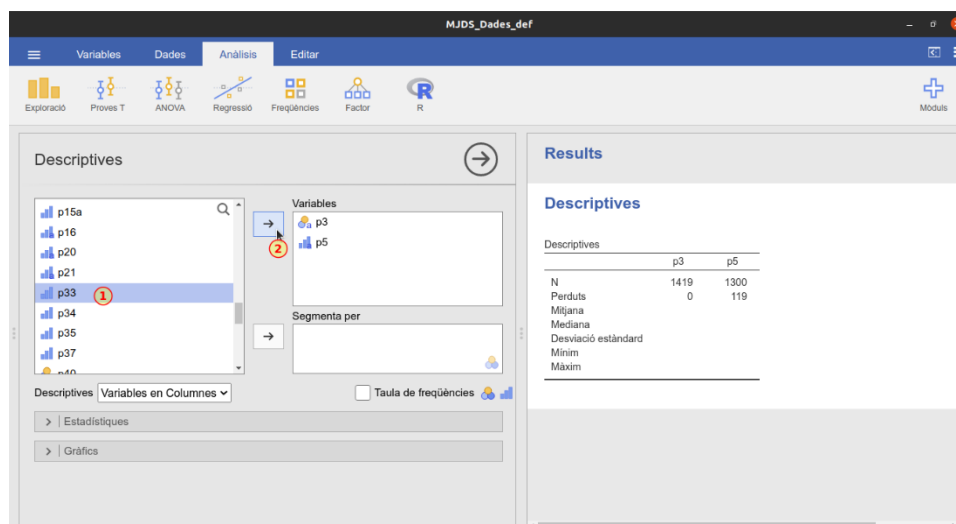 MJDS_Dades_def
Variables Dades Anàlisis Editar
Exploració Proves T ANOVA Regressió Freqüències Factor R Mòduls
Descriptives
p15a
p16
p20
p21
p33
p34
p35
p37
p40
1
2
Variables
a p3
p5
Segmenta per
Descriptives Variables en Columnes
Taula de freqüències
Estadístiques
Gràfics
Results
Descriptives
Descriptives
p3 p5
N 1419 1300
Perduts 0 119
Mitjana
Mediana
Desviació estàndard
Mínim
Màxim